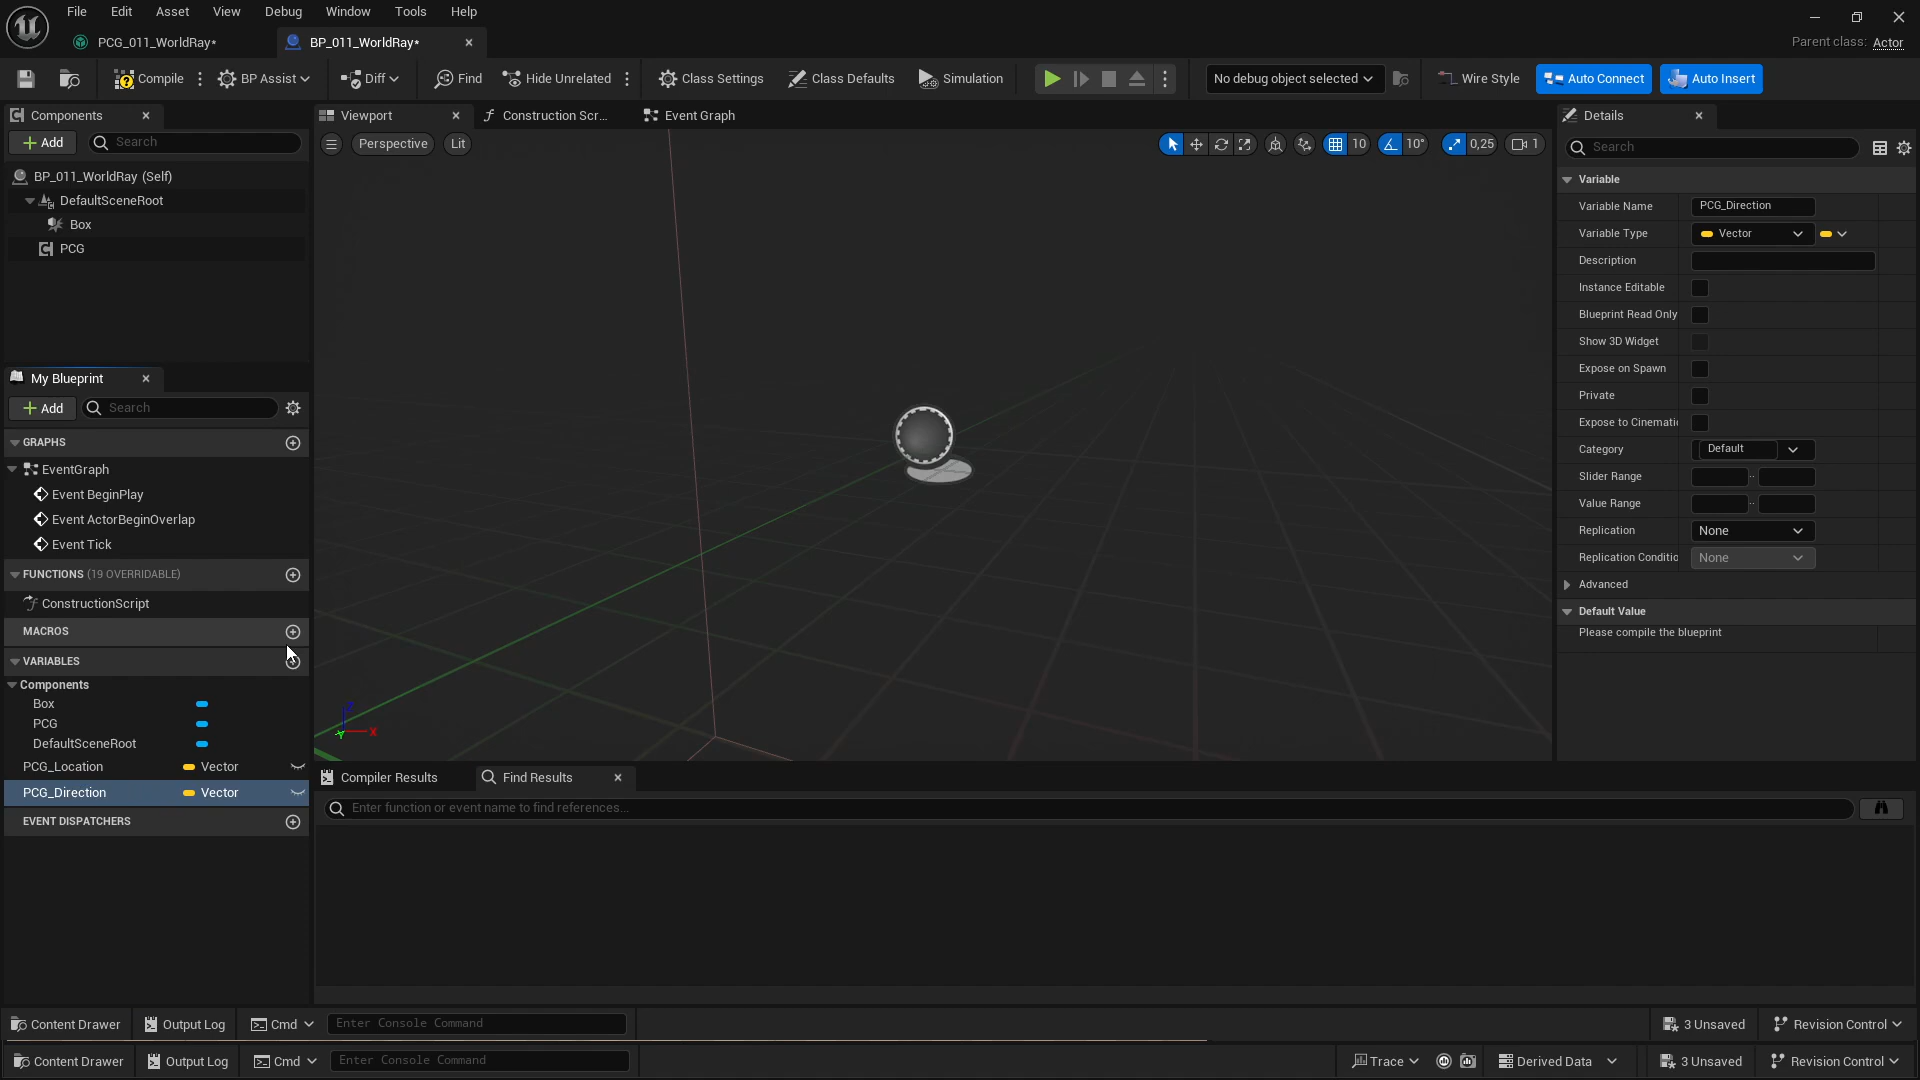 File Edit Asset View Debug Window Tools Help
PCG_011_WorldRay* BP_011_WorldRay*
Parent class: Actor
Compile BP Assist Diff Find Hide Unrelated Class Settings Class Defaults Simulation No debug object selected Wire Style Auto Connect Auto Insert
Components
Add Search
BP_011_WorldRay (Self)
DefaultSceneRoot
Box
PCG
My Blueprint
Add Search
GRAPHS
EventGraph
Event BeginPlay
Event ActorBeginOverlap
Event Tick
FUNCTIONS (19 OVERRIDABLE)
ConstructionScript
MACROS
VARIABLES
Components
Box
PCG
DefaultSceneRoot
PCG_Location Vector
PCG_Direction Vector
EVENT DISPATCHERS
Viewport Construction Scr... Event Graph
Perspective Lit 10 10° 0,25 1
Z
Y X
Compiler Results Find Results
Enter function or event name to find references...
Details
Search
Variable
Variable Name PCG_Direction
Variable Type Vector
Description
Instance Editable
Blueprint Read Only
Show 3D Widget
Expose on Spawn
Private
Expose to Cinematic
Category Default
Slider Range ..
Value Range ..
Replication None
Replication Conditio None
Advanced
Default Value
Please compile the blueprint
Content Drawer Output Log Cmd Enter Console Command 3 Unsaved Revision Control
Content Drawer Output Log Cmd Enter Console Command Trace Derived Data 3 Unsaved Revision Control